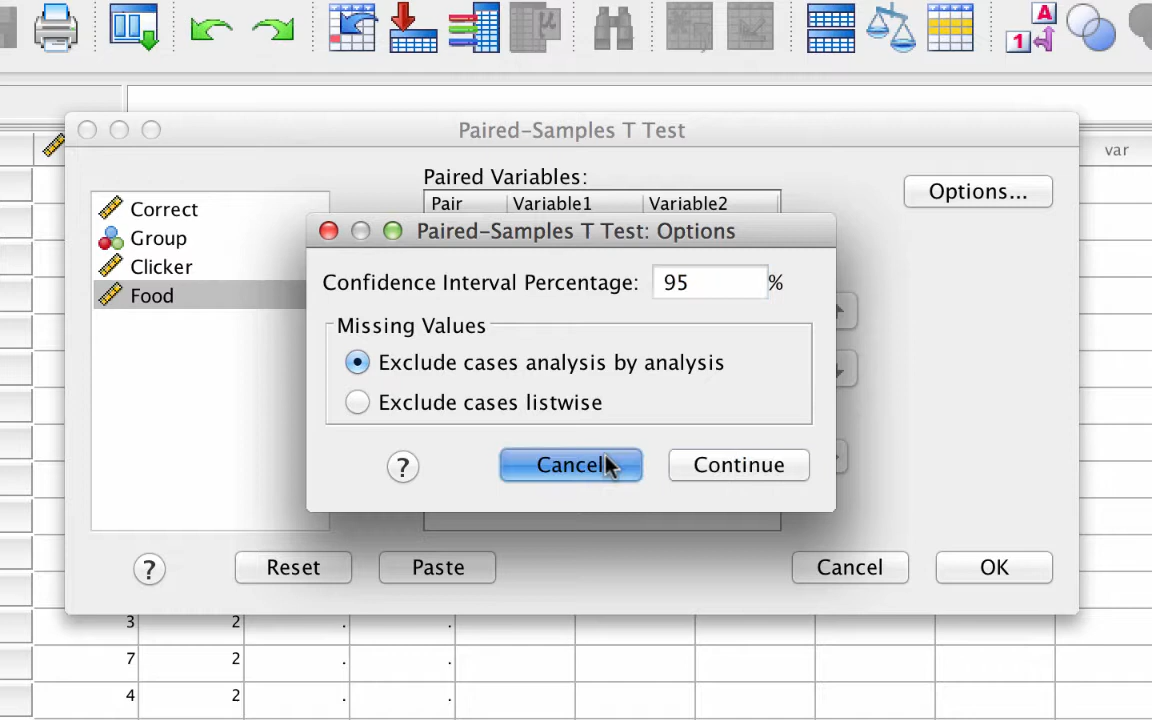 μ
A
1
Paired-Samples T Test
var
Paired Variables:
Options...
Correct
Pair Variable1 Variable2
Group
Paired-Samples T Test: Options
Clicker
Confidence Interval Percentage: 95 %
Food
Missing Values
Exclude cases analysis by analysis
Exclude cases listwise
? Cancel Continue
? Reset Paste Cancel OK
3 2 . .
7 2 . .
4 2 . .